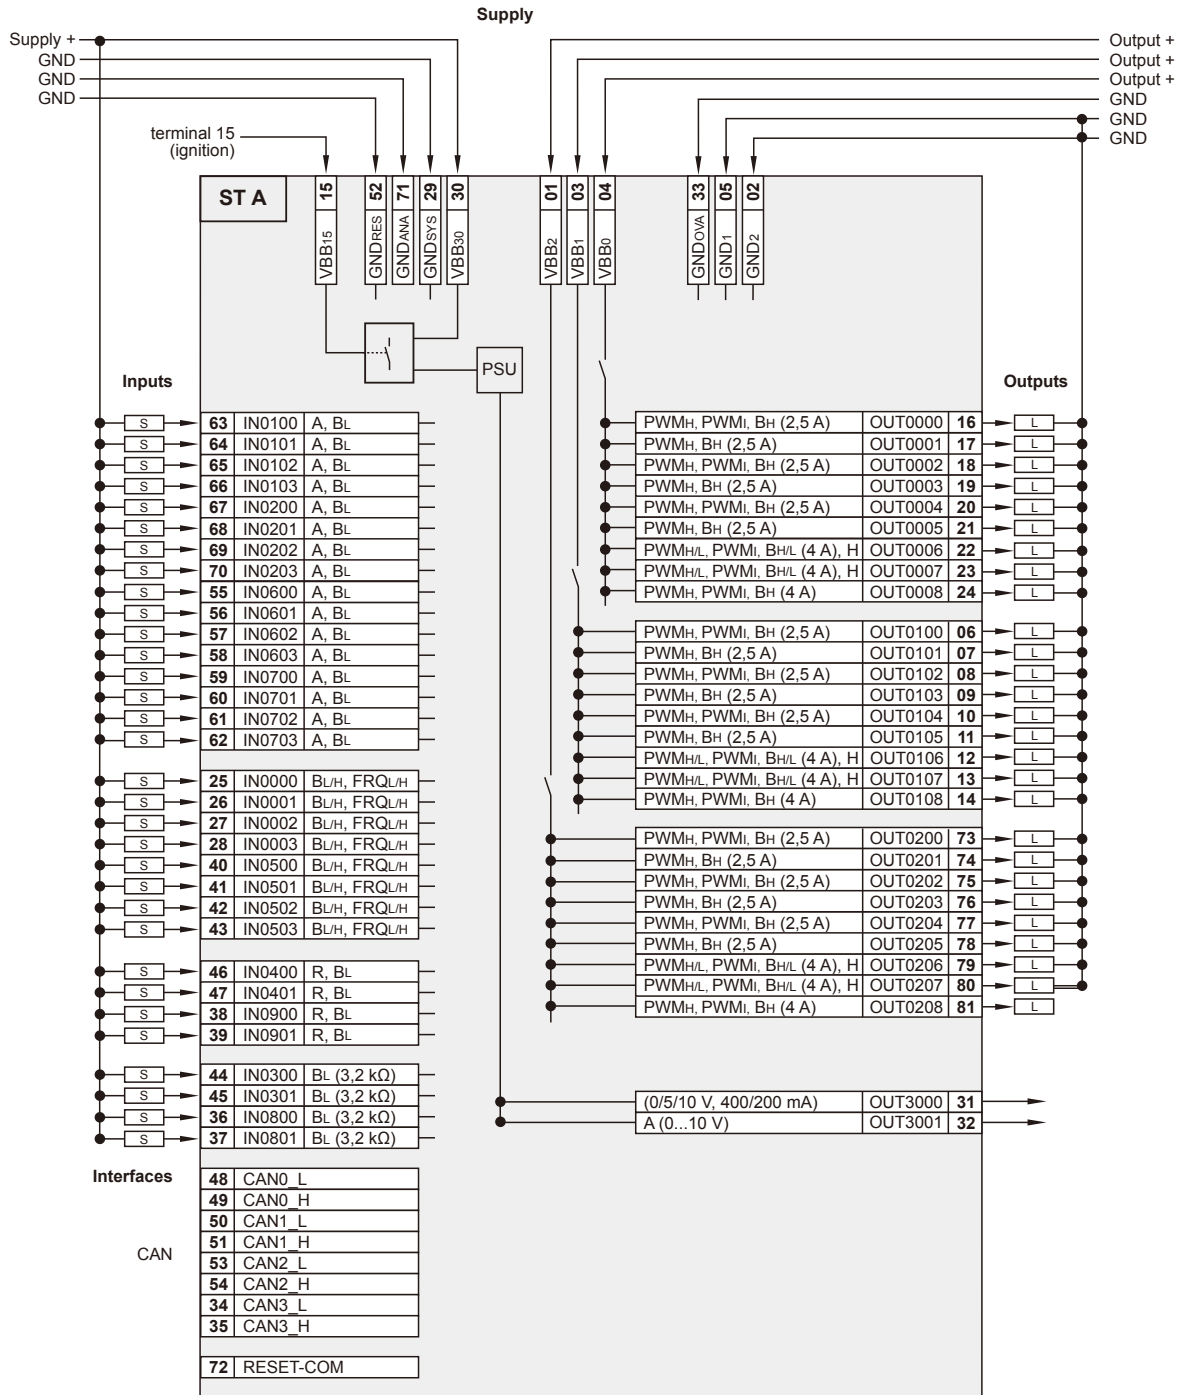 Supply
Supply +
GND
GND
GND
Output +
Output +
Output +
GND
GND
GND
terminal 15
(ignition)
ST A
15 VBB15
52 GNDRES
71 GNDANA
29 GNDSYS
30 VBB30
01 VBB2
03 VBB1
04 VBB0
33 GNDOVA
05 GND1
02 GND2
PSU
Inputs
Outputs
S 63 IN0100 A, BL
S 64 IN0101 A, BL
S 65 IN0102 A, BL
S 66 IN0103 A, BL
S 67 IN0200 A, BL
S 68 IN0201 A, BL
S 69 IN0202 A, BL
S 70 IN0203 A, BL
S 55 IN0600 A, BL
S 56 IN0601 A, BL
S 57 IN0602 A, BL
S 58 IN0603 A, BL
S 59 IN0700 A, BL
S 60 IN0701 A, BL
S 61 IN0702 A, BL
S 62 IN0703 A, BL
S 25 IN0000 BL/H, FRQL/H
S 26 IN0001 BL/H, FRQL/H
S 27 IN0002 BL/H, FRQL/H
S 28 IN0003 BL/H, FRQL/H
S 40 IN0500 BL/H, FRQL/H
S 41 IN0501 BL/H, FRQL/H
S 42 IN0502 BL/H, FRQL/H
S 43 IN0503 BL/H, FRQL/H
S 46 IN0400 R, BL
S 47 IN0401 R, BL
S 38 IN0900 R, BL
S 39 IN0901 R, BL
S 44 IN0300 BL (3,2 kΩ)
S 45 IN0301 BL (3,2 kΩ)
S 36 IN0800 BL (3,2 kΩ)
S 37 IN0801 BL (3,2 kΩ)
PWMH, PWMI, BH (2,5 A) OUT0000 16 L
PWMH, BH (2,5 A) OUT0001 17 L
PWMH, PWMI, BH (2,5 A) OUT0002 18 L
PWMH, BH (2,5 A) OUT0003 19 L
PWMH, PWMI, BH (2,5 A) OUT0004 20 L
PWMH, BH (2,5 A) OUT0005 21 L
PWMH/L, PWMI, BH/L (4 A), H OUT0006 22 L
PWMH/L, PWMI, BH/L (4 A), H OUT0007 23 L
PWMH, PWMI, BH (4 A) OUT0008 24 L
PWMH, PWMI, BH (2,5 A) OUT0100 06 L
PWMH, BH (2,5 A) OUT0101 07 L
PWMH, PWMI, BH (2,5 A) OUT0102 08 L
PWMH, BH (2,5 A) OUT0103 09 L
PWMH, PWMI, BH (2,5 A) OUT0104 10 L
PWMH, BH (2,5 A) OUT0105 11 L
PWMH/L, PWMI, BH/L (4 A), H OUT0106 12 L
PWMH/L, PWMI, BH/L (4 A), H OUT0107 13 L
PWMH, PWMI, BH (4 A) OUT0108 14 L
PWMH, PWMI, BH (2,5 A) OUT0200 73 L
PWMH, BH (2,5 A) OUT0201 74 L
PWMH, PWMI, BH (2,5 A) OUT0202 75 L
PWMH, BH (2,5 A) OUT0203 76 L
PWMH, PWMI, BH (2,5 A) OUT0204 77 L
PWMH, BH (2,5 A) OUT0205 78 L
PWMH/L, PWMI, BH/L (4 A), H OUT0206 79 L
PWMH/L, PWMI, BH/L (4 A), H OUT0207 80 L
PWMH, PWMI, BH (4 A) OUT0208 81 L
(0/5/10 V, 400/200 mA) OUT3000 31
A (0...10 V) OUT3001 32
Interfaces
CAN
48 CAN0_L
49 CAN0_H
50 CAN1_L
51 CAN1_H
53 CAN2_L
54 CAN2_H
34 CAN3_L
35 CAN3_H
72 RESET-COM